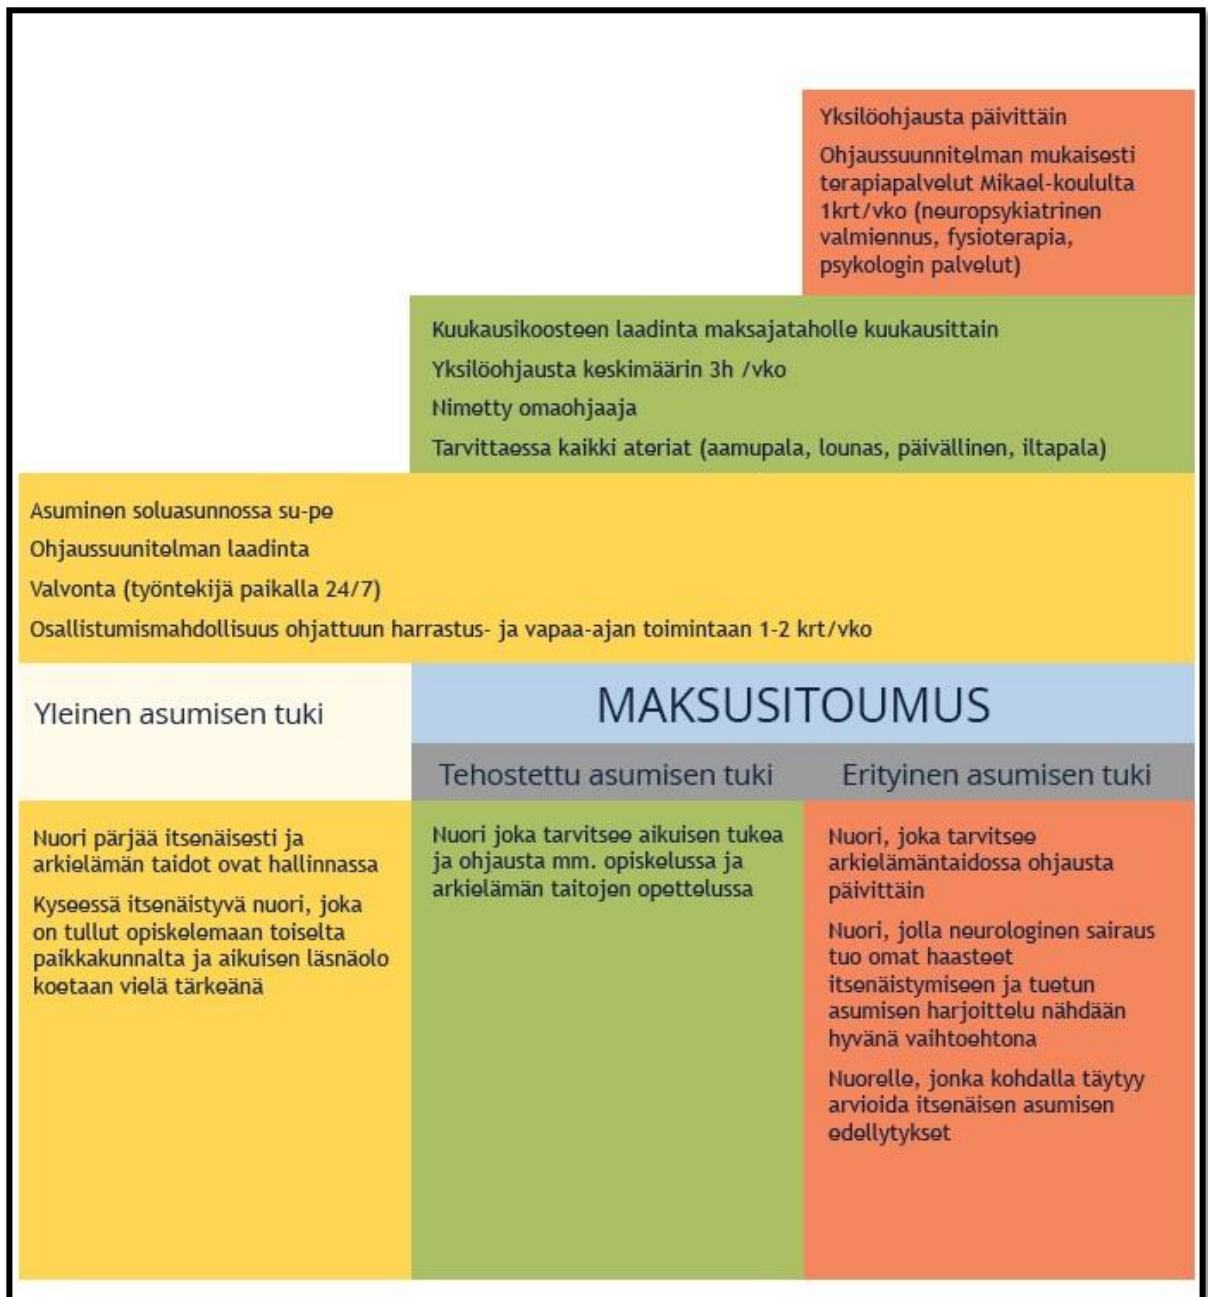 Yksilöohjausta päivittäin
Ohjaussuunnitelman mukaisesti
terapiapalvelut Mikael-koululta
1krt/vko (neuropsykiatrinen
valmiennus, fysioterapia,
psykologin palvelut)
Kuukausikoosteen laadinta maksajataholle kuukausittain
Yksilöohjausta keskimäärin 3h /vko
Nimetty omaohjaaja
Tarvittaessa kaikki ateriat (aamupala, lounas, päivällinen, iltapala)
Asuminen soluasunnossa su-pe
Ohjaussuunitelman laadinta
Valvonta (työntekijä paikalla 24/7)
Osallistumismahdollisuus ohjattuun harrastus- ja vapaa-ajan toimintaan 1-2 krt/vko
Yleinen asumisen tuki
MAKSUSITOUMUS
Tehostettu asumisen tuki
Erityinen asumisen tuki
Nuori pärjää itsenäisesti ja
arkielämän taidot ovat hallinnassa
Kyseessä itsenäistyvä nuori, joka
on tullut opiskelemaan toiselta
paikkakunnalta ja aikuisen läsnäolo
koetaan vielä tärkeänä
Nuori joka tarvitsee aikuisen tukea
ja ohjausta mm. opiskelussa ja
arkielämän taitojen opettelussa
Nuori, joka tarvitsee
arkielämäntaidossa ohjausta
päivittäin
Nuori, jolla neurologinen sairaus
tuo omat haasteet
itsenäistymiseen ja tuetun
asumisen harjoittelu nähdään
hyvänä vaihtoehtona
Nuorelle, jonka kohdalla täytyy
arvioida itsenäisen asumisen
edellytykset